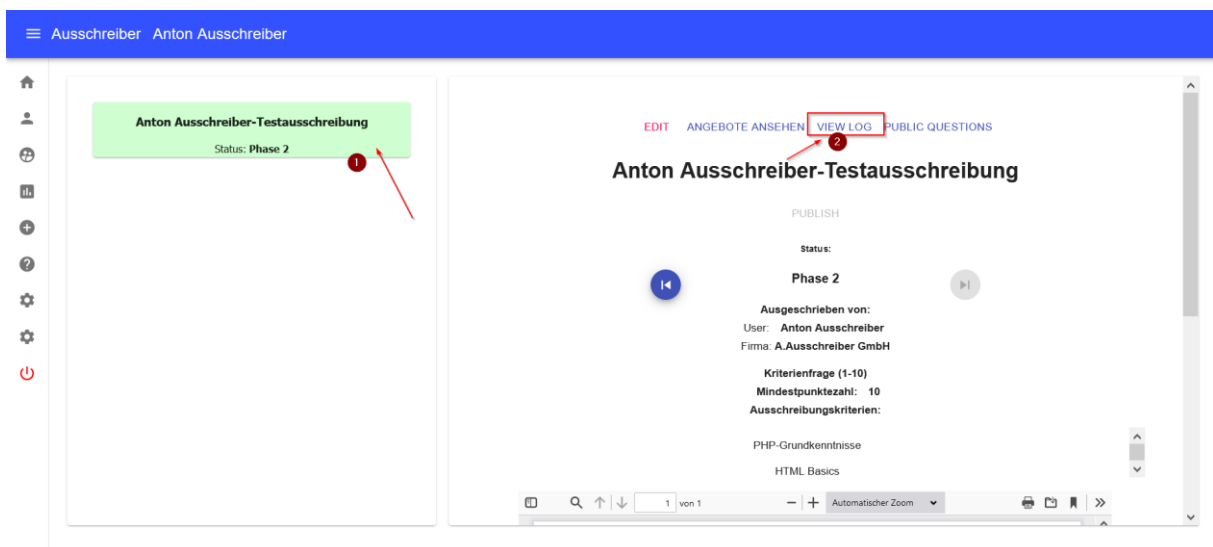 Ausschreiber Anton Ausschreiber
Anton Ausschreiber-Testausschreibung
Status: Phase 2
1
EDIT ANGEBOTE ANSEHEN VIEW LOG PUBLIC QUESTIONS
2
Anton Ausschreiber-Testausschreibung
PUBLISH
Status:
Phase 2
Ausgeschrieben von:
User: Anton Ausschreiber
Firma: A.Ausschreiber GmbH
Kriterienfrage (1-10)
Mindestpunktezahl: 10
Ausschreibungskriterien:
PHP-Grundkenntnisse
HTML Basics
1 von 1 Automatischer Zoom